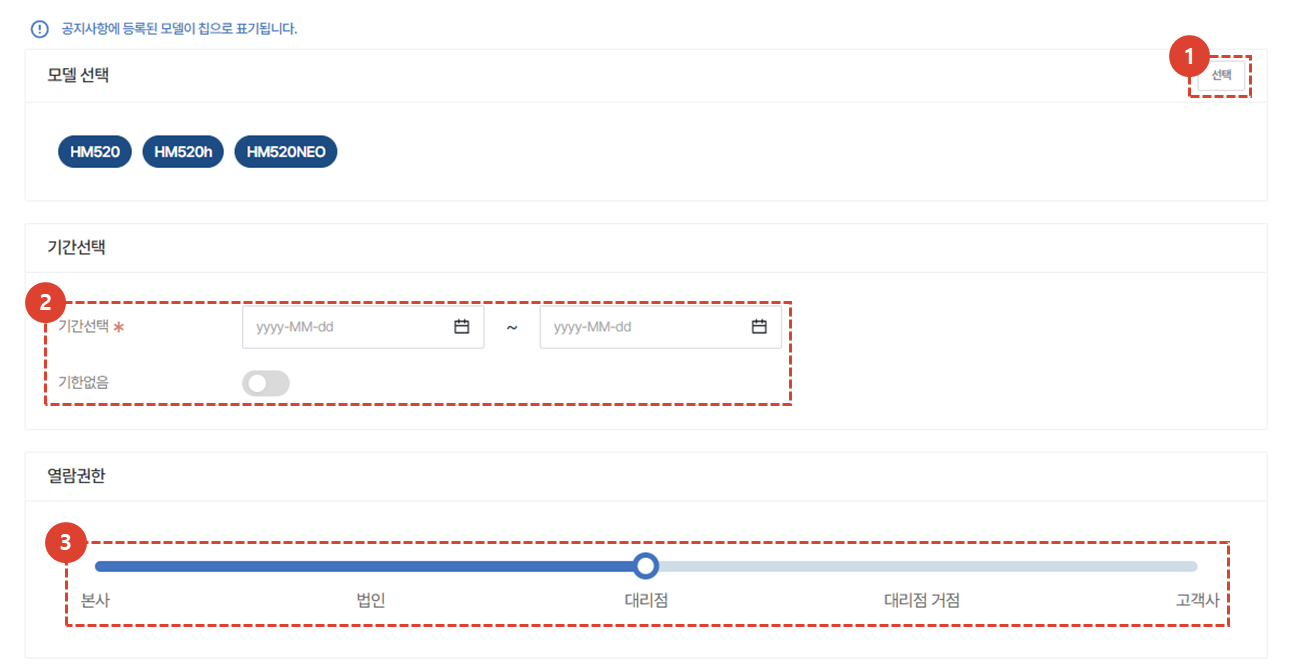 공지사항에 등록된 모델이 칩으로 표기됩니다.
모델 선택
1
선택
HM520 HM520h HM520NEO
기간선택
2
기간선택 *
yyyy-MM-dd ~ yyyy-MM-dd
기한없음
열람권한
3
본사 법인 대리점 대리점 거점 고객사